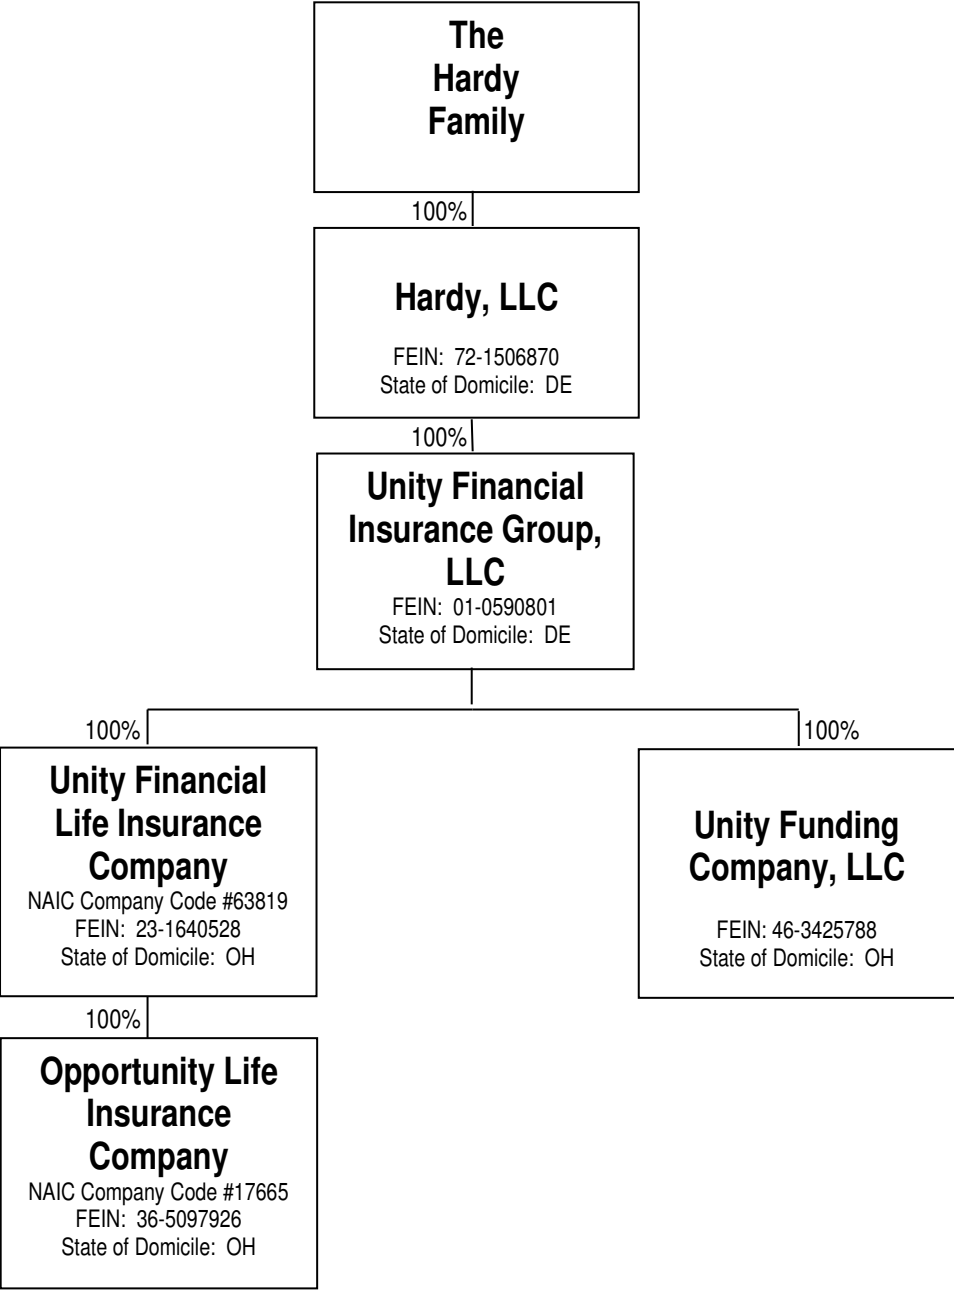 The
Hardy
Family
100%
Hardy, LLC
FEIN: 72-1506870
State of Domicile: DE
100%
Unity Financial
Insurance Group,
LLC
FEIN: 01-0590801
State of Domicile: DE
100%
Unity Financial
Life Insurance
Company
NAIC Company Code #63819
FEIN: 23-1640528
State of Domicile: OH
100%
Unity Funding
Company, LLC
FEIN: 46-3425788
State of Domicile: OH
100%
Opportunity Life
Insurance
Company
NAIC Company Code #17665
FEIN: 36-5097926
State of Domicile: OH